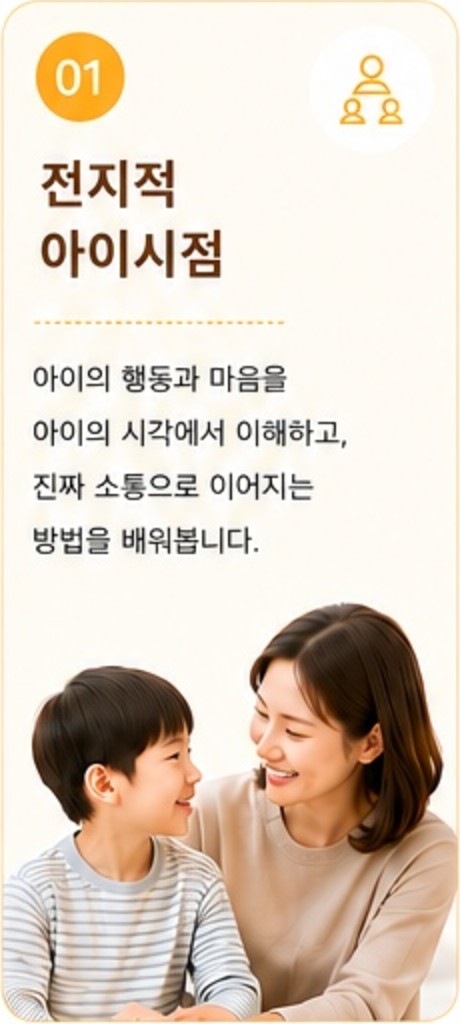 01
전지적
아이시점
아이의 행동과 마음을
아이의 시각에서 이해하고,
진짜 소통으로 이어지는
방법을 배워봅니다.